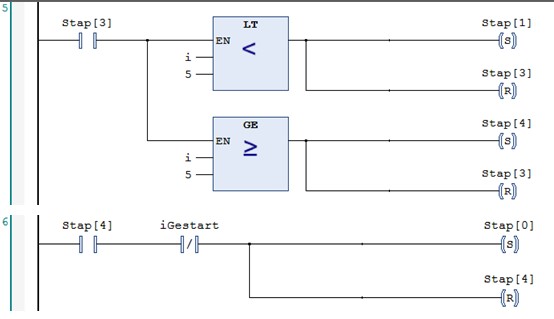 5
Stap[3]
LT
Stap[1]
EN
<
(S)
i
5
Stap[3]
(R)
GE
Stap[4]
EN
≥
(S)
i
5
Stap[3]
(R)
6
Stap[4]
iGestart
Stap[0]
/
(S)
Stap[4]
(R)